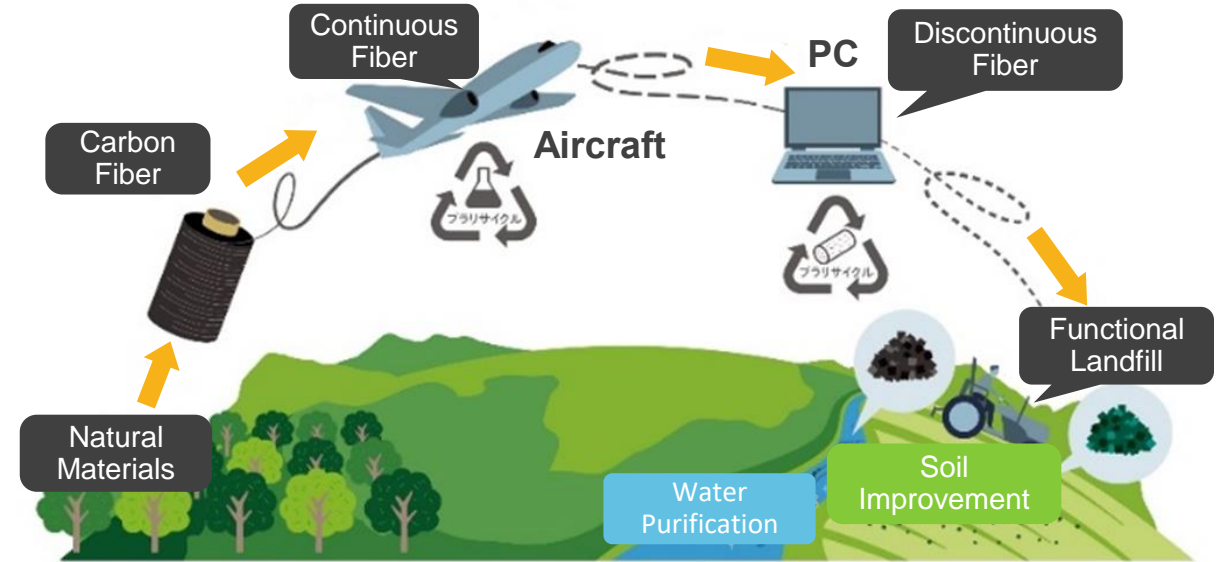 Continuous
Fiber
PC
Discontinuous
Fiber
Aircraft
Carbon
Fiber
プラリサイクル
プラリサイクル
Functional
Landfill
Natural
Materials
Soil
Improvement
Water
Purification